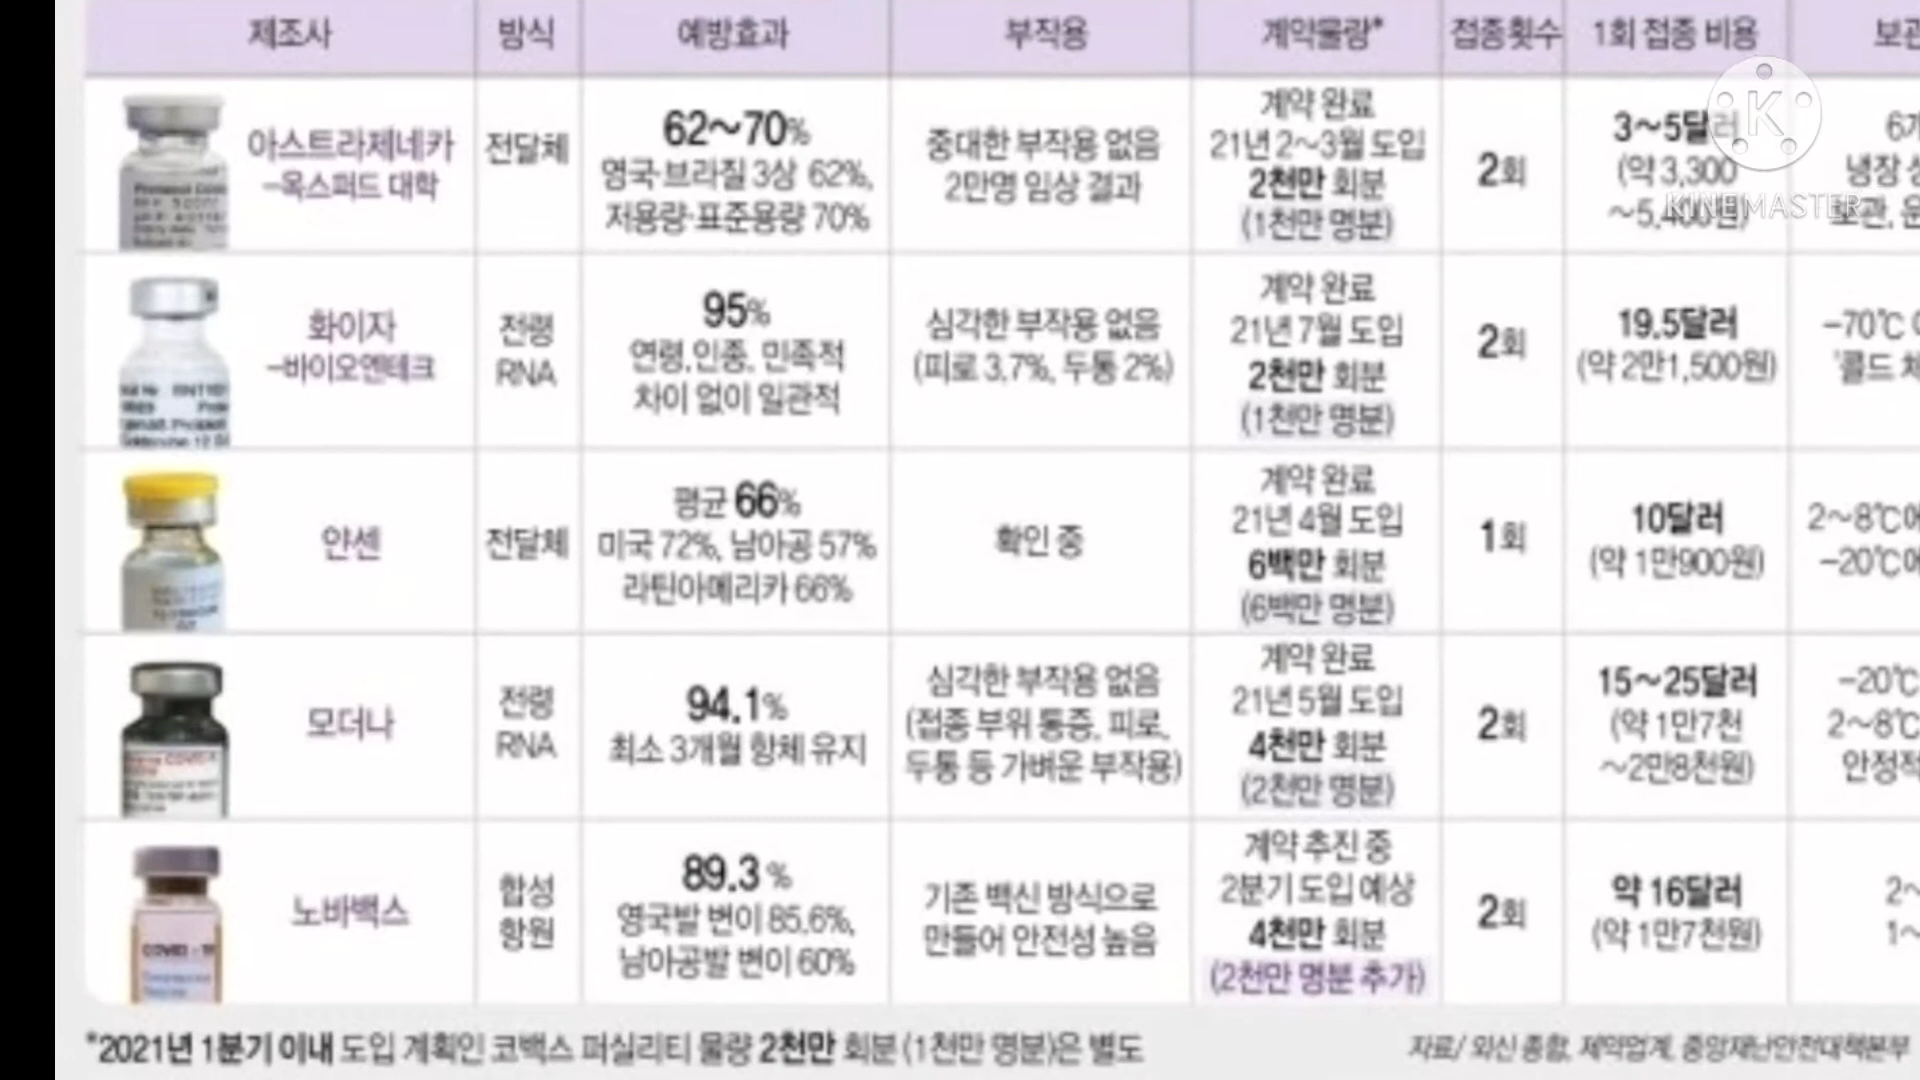 제조사 방식 예방효과 부작용 계약물량* 접종횟수 1회 접종 비용 보관
아스트라제네카
-옥스퍼드 대학
전달체
62~70%
영국·브라질 3상 62%,
저용량·표준용량 70%
중대한 부작용 없음
2만명 임상 결과
계약 완료
21년 2~3월 도입
2천만 회분
(1천만 명분)
2회
3~5달러
(약 3,300
~5,400원)
냉장
보관,
K
KINEMASTER
화이자
-바이오엔테크
전령
RNA
95%
연령,인종, 민족적
차이 없이 일관적
심각한 부작용 없음
(피로 3.7%, 두통 2%)
계약 완료
21년 7월 도입
2천만 회분
(1천만 명분)
2회
19.5달러
(약 2만1,500원)
-70℃
'콜드 체
얀센
전달체
평균 66%
미국 72%, 남아공 57%
라틴아메리카 66%
확인 중
계약 완료
21년 4월 도입
6백만 회분
(6백만 명분)
1회
10달러
(약 1만900원)
2~8℃에
-20℃에
모더나
전령
RNA
94.1%
최소 3개월 항체 유지
심각한 부작용 없음
(접종 부위 통증, 피로,
두통 등 가벼운 부작용)
계약 완료
21년 5월 도입
4천만 회분
(2천만 명분)
2회
15~25달러
(약 1만7천
~2만8천원)
-20℃
2~8℃
안정적
노바백스
COVID - 19
합성
항원
89.3 %
영국발 변이 85.6%,
남아공발 변이 60%
기존 백신 방식으로
만들어 안전성 높음
계약 추진 중
2분기 도입 예상
4천만 회분
(2천만 명분 추가)
2회
약 16달러
(약 1만7천원)
2~
1~
*2021년 1분기 이내 도입 계획인 코백스 퍼실리티 물량 2천만 회분 (1천만 명분)은 별도
자료/ 외신 종합, 제약업계, 중앙재난안전대책본부